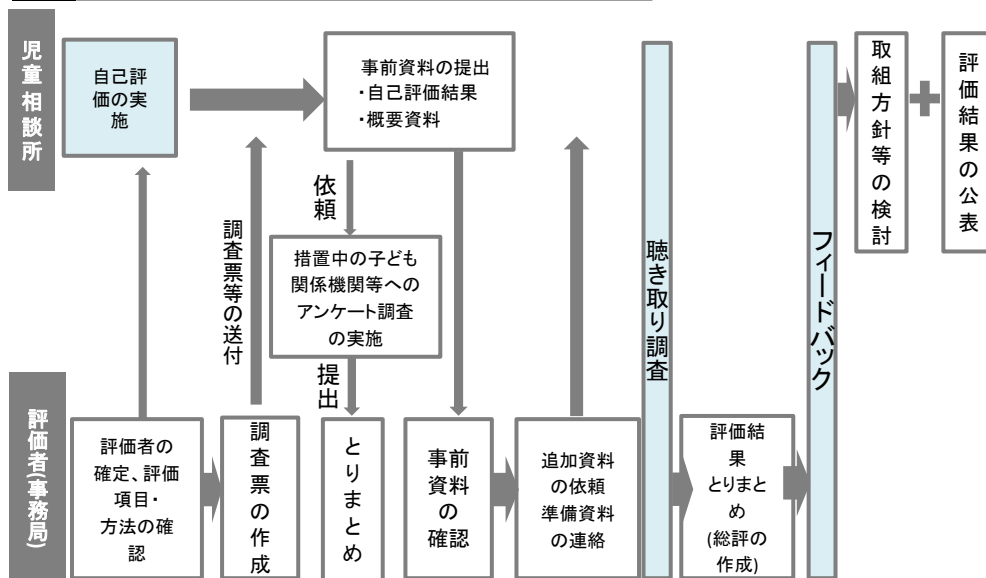 児童相談所
自己評
価の実
施
事前資料の提出
・自己評価結果
・概要資料
依頼
調査票等の送付
措置中の子ども
関係機関等への
アンケート調査
の実施
提出
聴き取り調査
フィードバック
取組方針等の検討
評価結果の公表
評価者(事務局)
評価者の
確定、評価
項目・
方法の確
認
調査票の作成
とりまとめ
事前
資料
の
確認
追加資料
の依頼
準備資料
の連絡
評価結
果
とりまと
め
(総評の
作成)